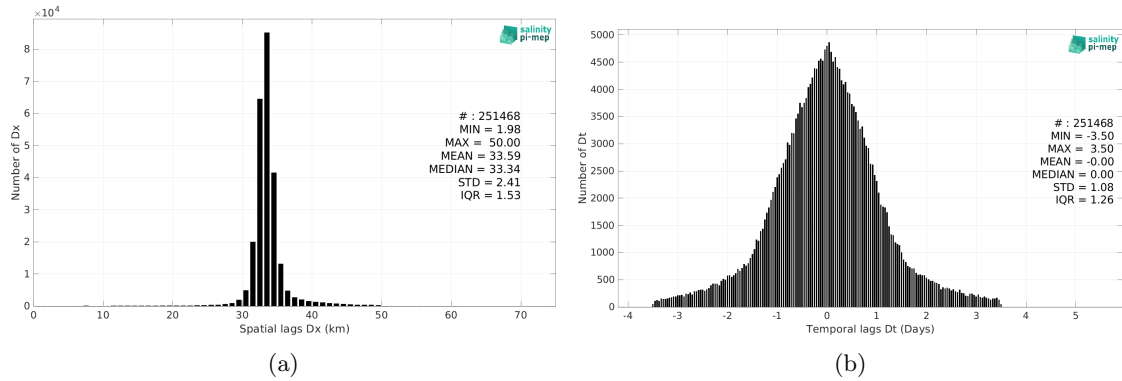 ×10⁴
8
7
6
5
4
3
2
1
0
Number of Dx
0
10
20
30
40
50
60
70
Spatial lags Dx (km)
salinity
pi-mep
# : 251468
MIN = 1.98
MAX = 50.00
MEAN = 33.59
MEDIAN = 33.34
STD = 2.41
IQR = 1.53
(a)
5000
4500
4000
3500
3000
2500
2000
1500
1000
500
0
Number of Dt
-4
-3
-2
-1
0
1
2
3
4
5
Temporal lags Dt (Days)
salinity
pi-mep
# : 251468
MIN = -3.50
MAX = 3.50
MEAN = -0.00
MEDIAN = 0.00
STD = 1.08
IQR = 1.26
(b)